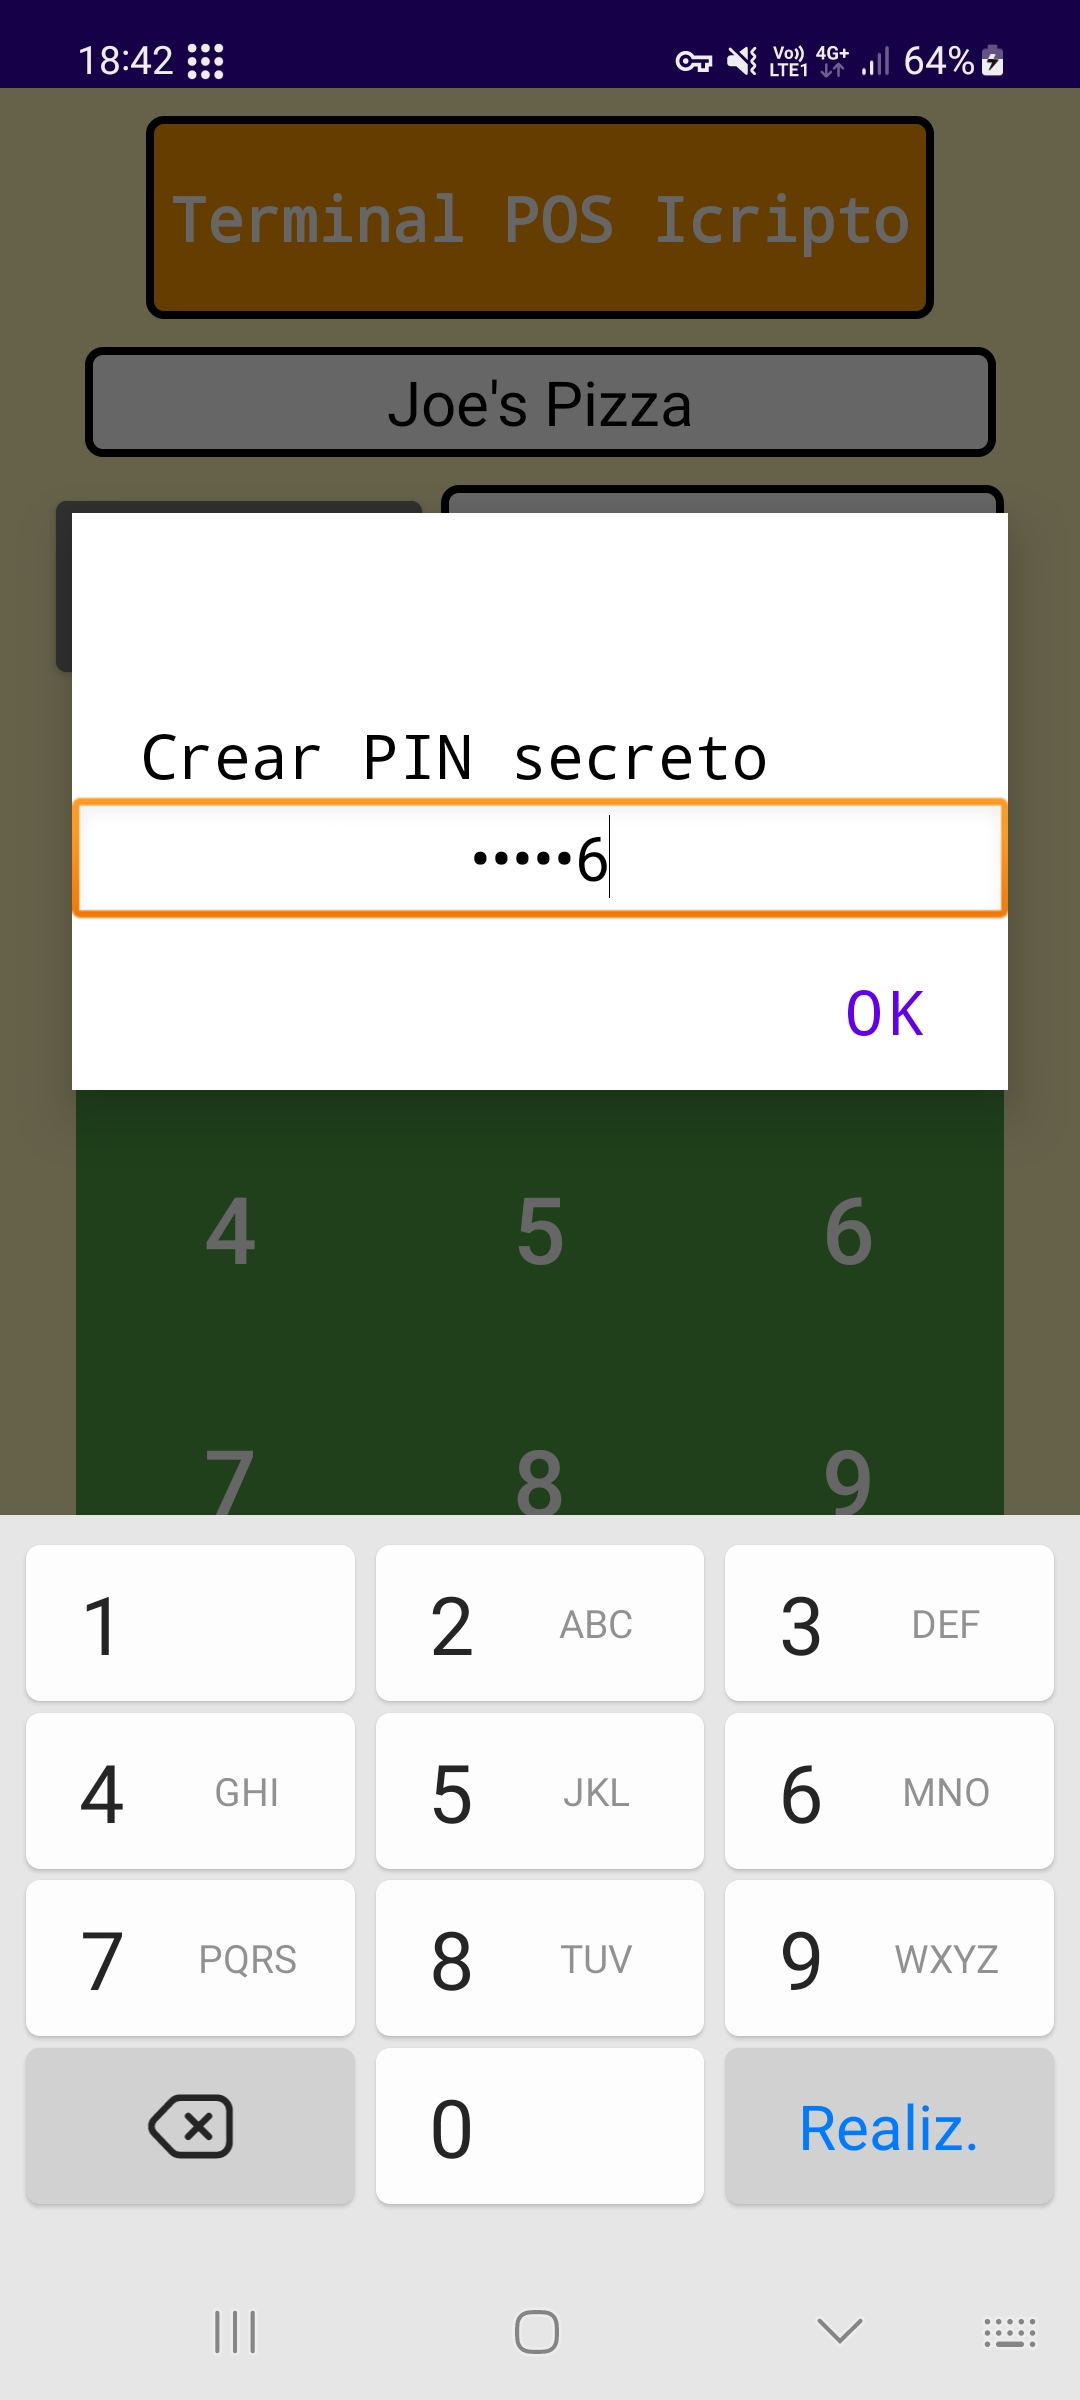 18:42
Vo)) LTE1 4G+ 64%
Terminal POS Icripto
Joe's Pizza
Crear PIN secreto
•••••6
OK
4 5 6
7 8 9
1 2 ABC 3 DEF
4 GHI 5 JKL 6 MNO
7 PQRS 8 TUV 9 WXYZ
0 Realiz.